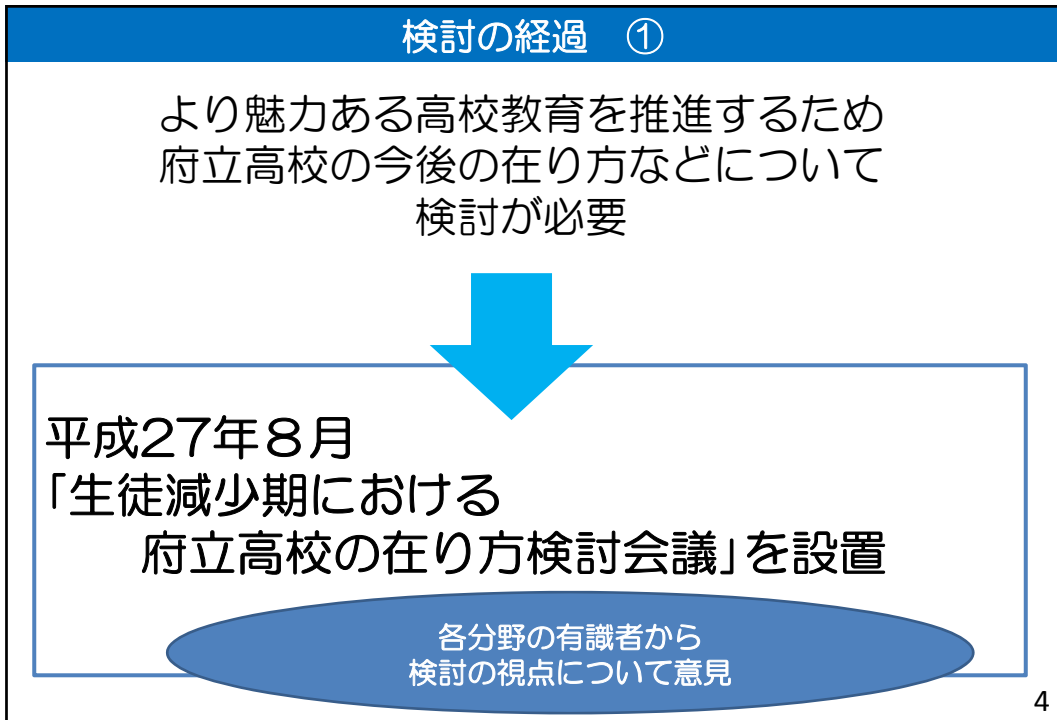 検討の経過　①
より魅力ある高校教育を推進するため
府立高校の今後の在り方などについて
検討が必要
平成27年８月
「生徒減少期における
府立高校の在り方検討会議」を設置
各分野の有識者から
検討の視点について意見
4